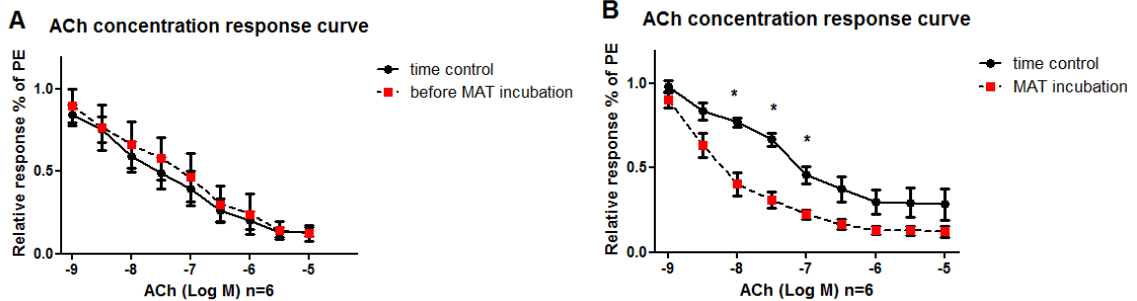 A
ACh concentration response curve
Relative response % of PE
1.0
0.5
0.0
-9 -8 -7 -6 -5
ACh (Log M) n=6
time control
before MAT incubation
B
ACh concentration response curve
Relative response % of PE
1.0
0.5
0.0
* * *
-9 -8 -7 -6 -5
ACh (Log M) n=6
time control
MAT incubation